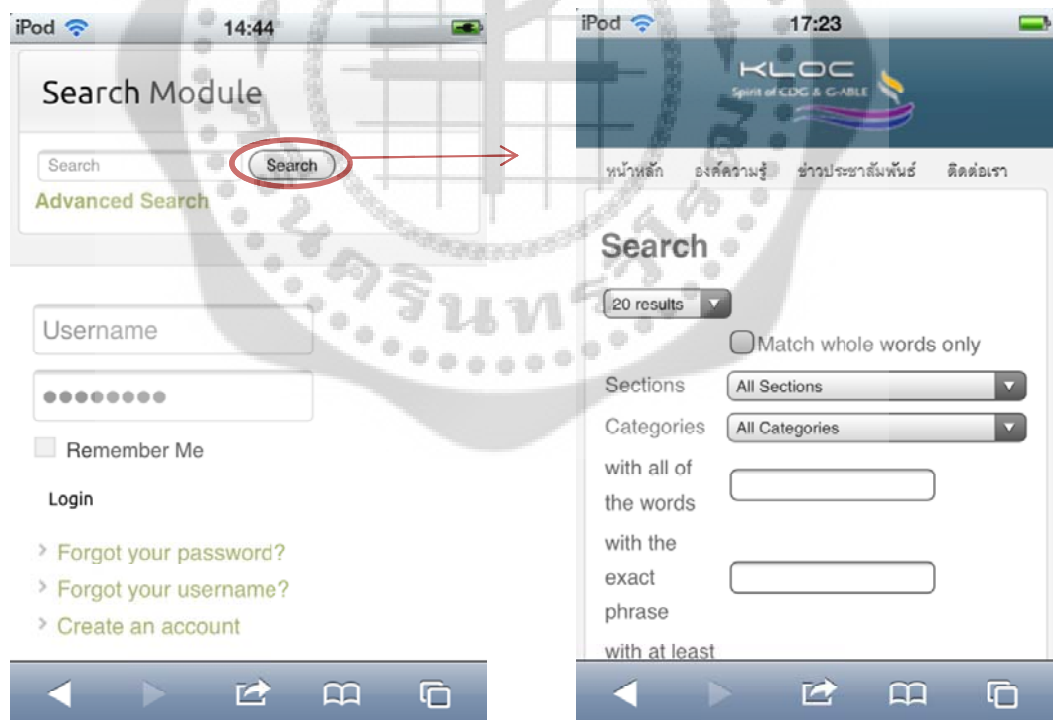 iPod 14:44
Search Module
Search Search
Advanced Search
Username
Remember Me
Login
Forgot your password?
Forgot your username?
Create an account
iPod 17:23
KLOC
Spirit of CDG & G-ABLE
หน้าหลัก องค์ความรู้ ข่าวประชาสัมพันธ์ ติดต่อเรา
Search
20 results
Match whole words only
Sections All Sections
Categories All Categories
with all of
the words
with the
exact
phrase
with at least